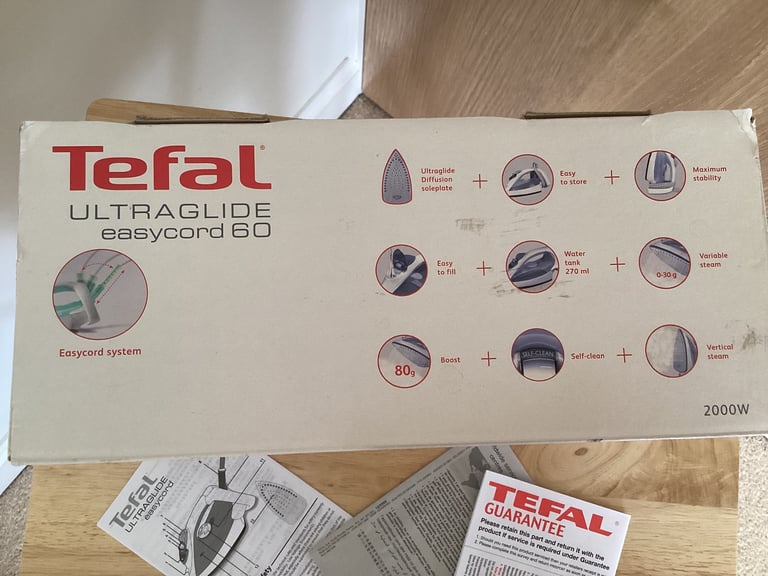 Tefal®
ULTRAGLIDE
easycord 60
Easycord system
Ultraglide
Diffusion
soleplate
+
Easy
to store
+
Maximum
stability
Easy
to fill
+
Water
tank
270 ml
+
0-30 g
Variable
steam
80g
Boost
+
SELF-CLEAN
Self-clean
+
Vertical
steam
2000W
Tefal
ULTRAGLIDE
easycord
TEFAL®
GUARANTEE
Please retain this part and return it with the
product if service is required under Guarantee